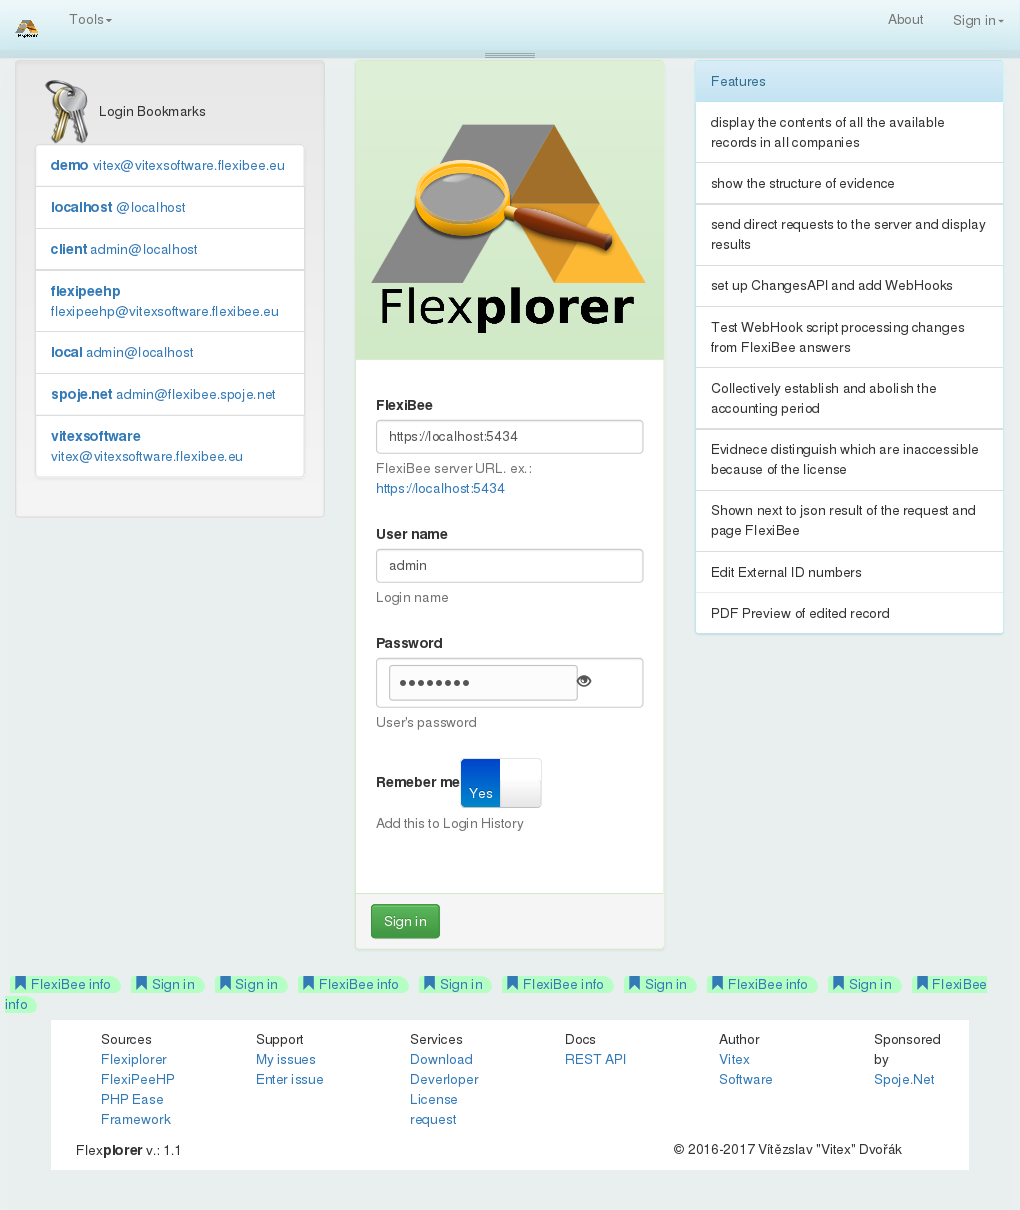 Tools
About
Sign in
Login Bookmarks
demo vitex@vitexsoftware.flexibee.eu
localhost @localhost
client admin@localhost
flexipeehp
flexipeehp@vitexsoftware.flexibee.eu
local admin@localhost
spoje.net admin@flexibee.spoje.net
vitexsoftware
vitex@vitexsoftware.flexibee.eu
Flexplorer
FlexiBee
https://localhost:5434
FlexiBee server URL. ex.:
https://localhost:5434
User name
admin
Login name
Password
User's password
Remeber me
Yes
Add this to Login History
Sign in
Features
display the contents of all the available
records in all companies
show the structure of evidence
send direct requests to the server and display
results
set up ChangesAPI and add WebHooks
Test WebHook script processing changes
from FlexiBee answers
Collectively establish and abolish the
accounting period
Evidnece distinguish which are inaccessible
because of the license
Shown next to json result of the request and
page FlexiBee
Edit External ID numbers
PDF Preview of edited record
FlexiBee info Sign in Sign in FlexiBee info Sign in FlexiBee info Sign in FlexiBee info Sign in FlexiBee
info
Sources
Flexiplorer
FlexiPeeHP
PHP Ease
Framework
Support
My issues
Enter issue
Services
Download
Deverloper
License
request
Docs
REST API
Author
Vitex
Software
Sponsored
by
Spoje.Net
Flexplorer v.: 1.1
© 2016-2017 Vítězslav "Vitex" Dvořák